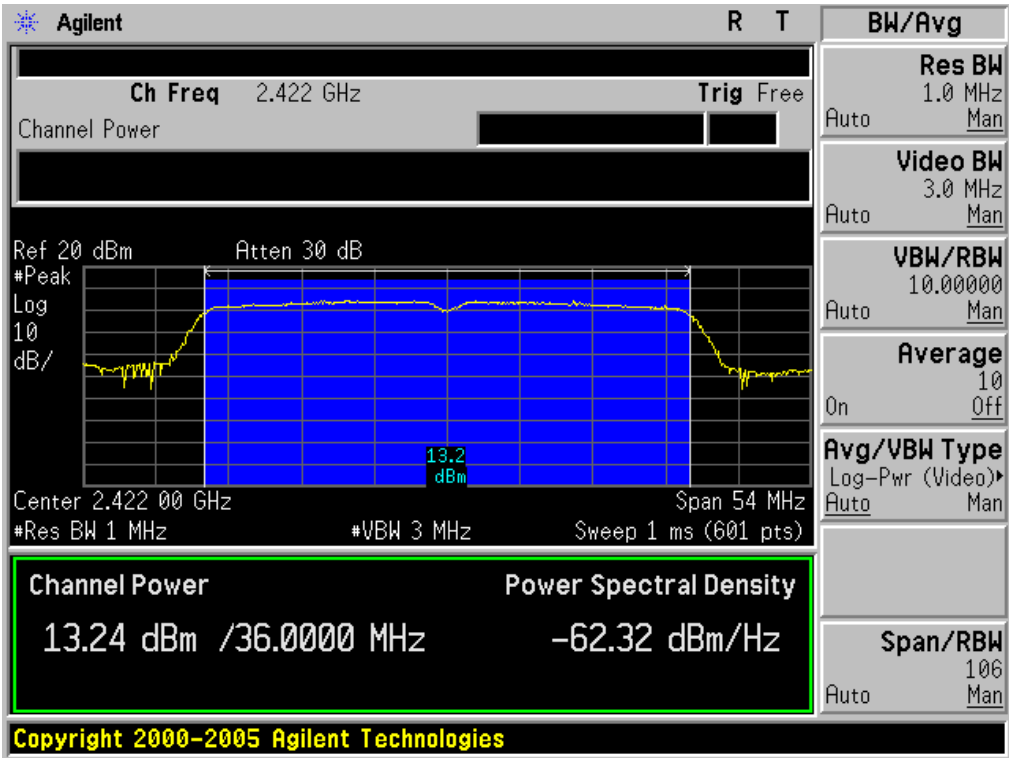 Agilent R T
Ch Freq 2.422 GHz Trig Free
Channel Power
Ref 20 dBm Atten 30 dB
#Peak
Log
10
dB/
13.2
dBm
Center 2.422 00 GHz Span 54 MHz
#Res BW 1 MHz #VBW 3 MHz Sweep 1 ms (601 pts)
Channel Power Power Spectral Density
13.24 dBm /36.0000 MHz -62.32 dBm/Hz
Copyright 2000-2005 Agilent Technologies
BW/Avg
Res BW
1.0 MHz
Auto Man
Video BW
3.0 MHz
Auto Man
VBW/RBW
10.00000
Auto Man
Average
10
On Off
Avg/VBW Type
Log-Pwr (Video)▸
Auto Man
Span/RBW
106
Auto Man